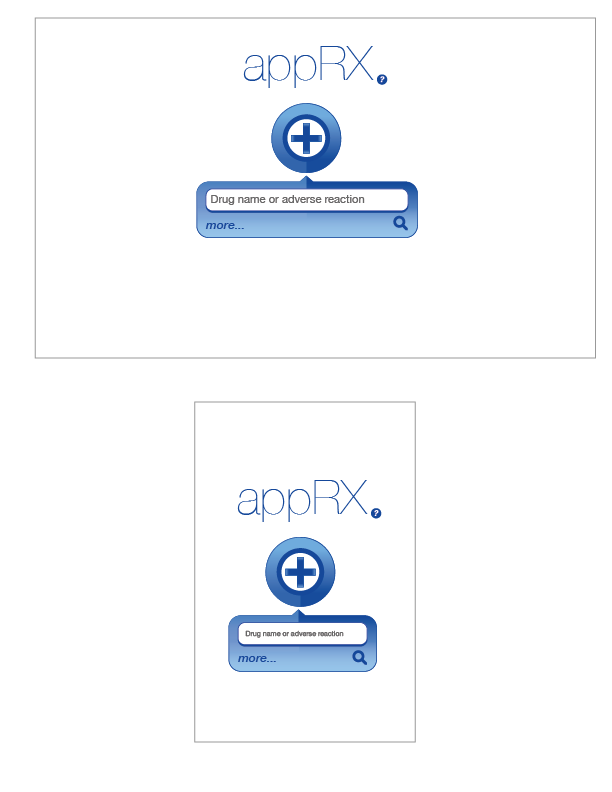 appRX ?
Drug name or adverse reaction
more...
appRX ?
Drug name or adverse reaction
more...